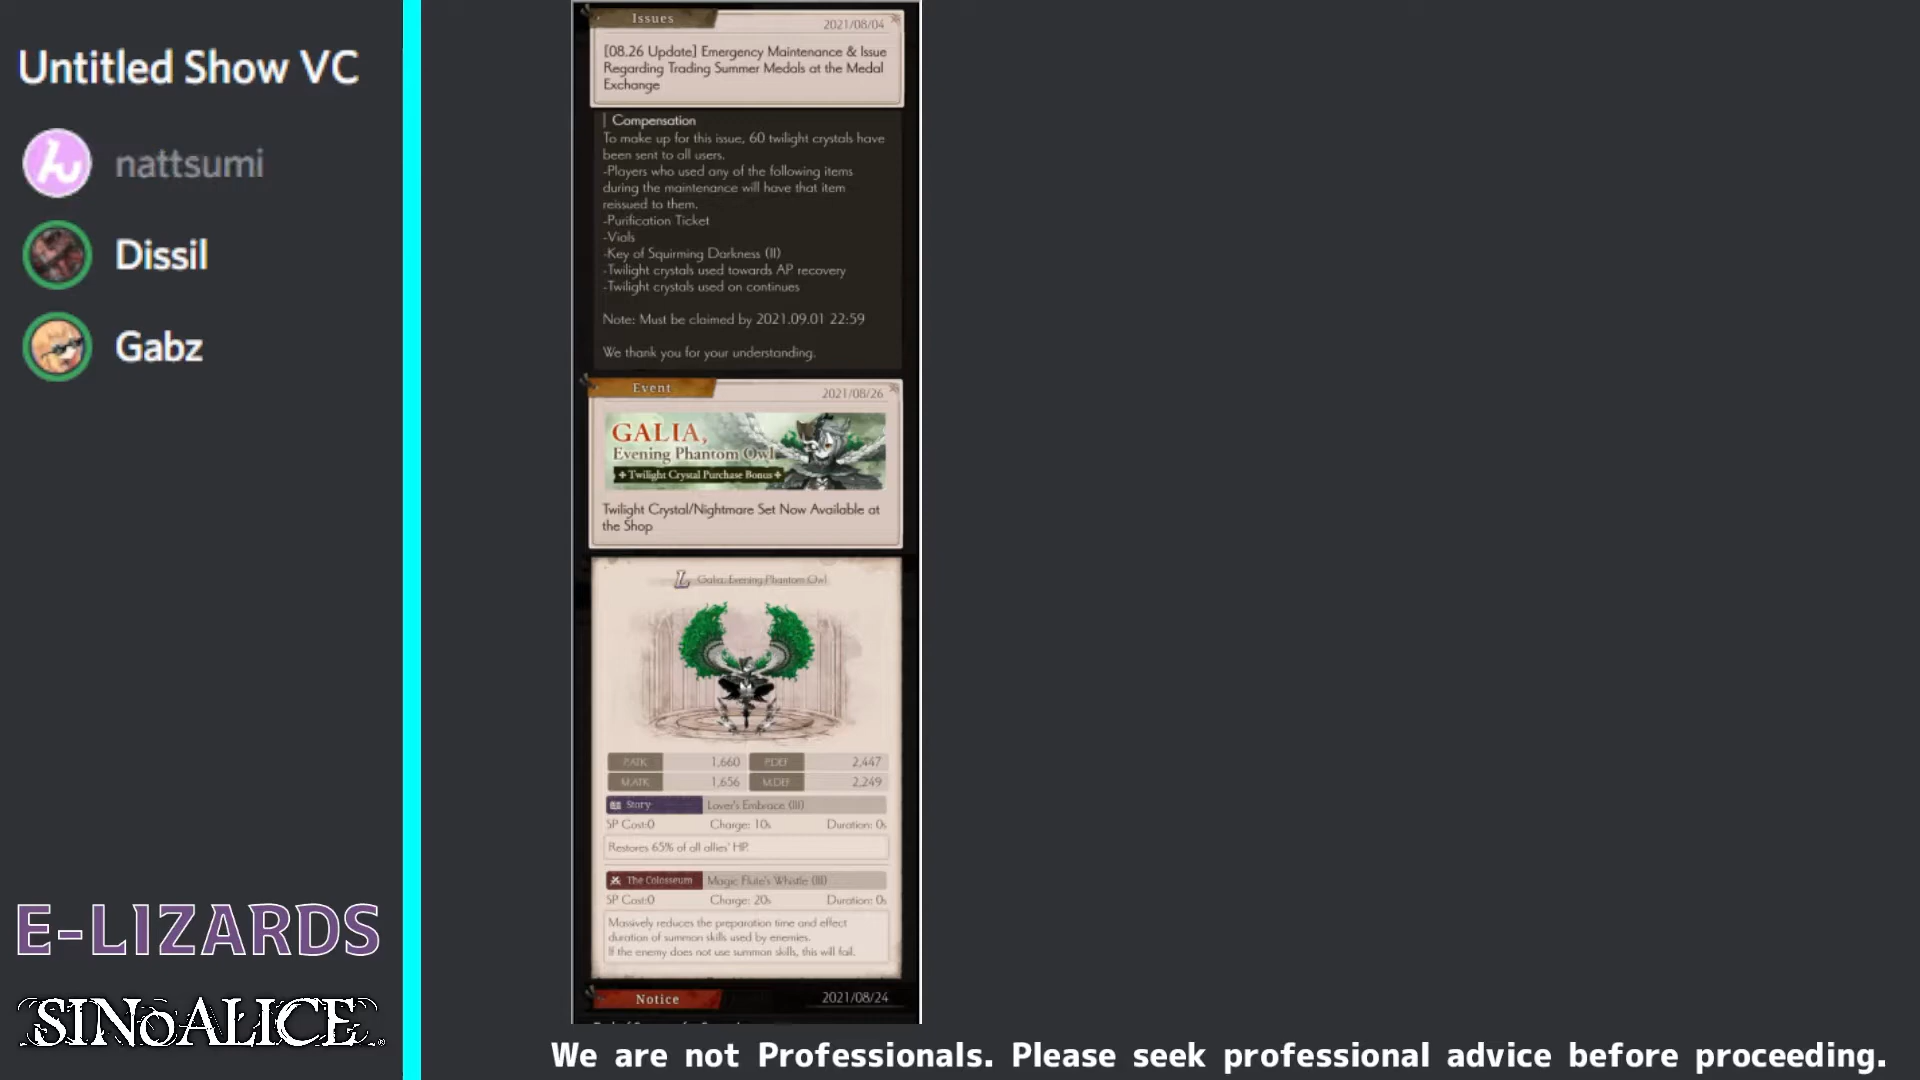 Untitled Show VC
nattsumi
Dissil
Gabz
E-LIZARDS
SINoALICE
Issues
2021/08/04
[08.26 Update] Emergency Maintenance & Issue
Regarding Trading Summer Medals at the Medal
Exchange
Compensation
To make up for this issue, 60 twilight crystals have
been sent to all users.
-Players who used any of the following items
during the maintenance will have that item
reissued to them.
-Purification Ticket
-Vials
-Key of Squirming Darkness (II)
-Twilight crystals used towards AP recovery
-Twilight crystals used on continues
Note: Must be claimed by 2021.09.01 22:59
We thank you for your understanding.
Event
2021/08/26
GALIA,
Evening Phantom Owl
+ Twilight Crystal Purchase Bonus +
Twilight Crystal/Nightmare Set Now Available at
the Shop
L Galia, Evening Phantom Owl
P.ATK 1,660 P.DEF 2,447
M.ATK 1,656 M.DEF 2,249
Story Lover's Embrace (III)
SP Cost:0 Charge: 10s Duration: 0s
Restores 65% of all allies' HP.
The Colosseum Magic Flute's Whistle (III)
SP Cost:0 Charge: 20s Duration: 0s
Massively reduces the preparation time and effect
duration of summon skills used by enemies.
If the enemy does not use summon skills, this will fail.
Notice
2021/08/24
We are not Professionals. Please seek professional advice before proceeding.